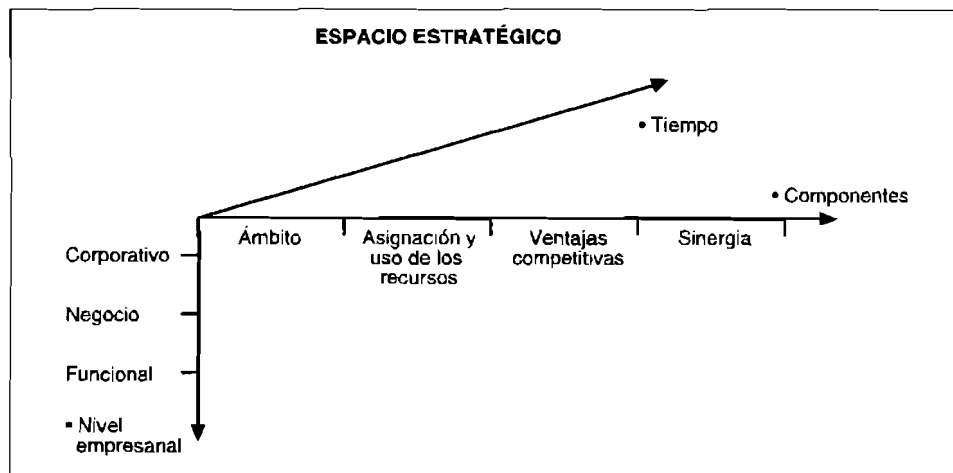 ESPACIO ESTRATÉGICO
• Tiempo
• Componentes
Ámbito
Asignación y
uso de los
recursos
Ventajas
competitivas
Sinergia
Corporativo
Negocio
Funcional
▪ Nivel
empresarial